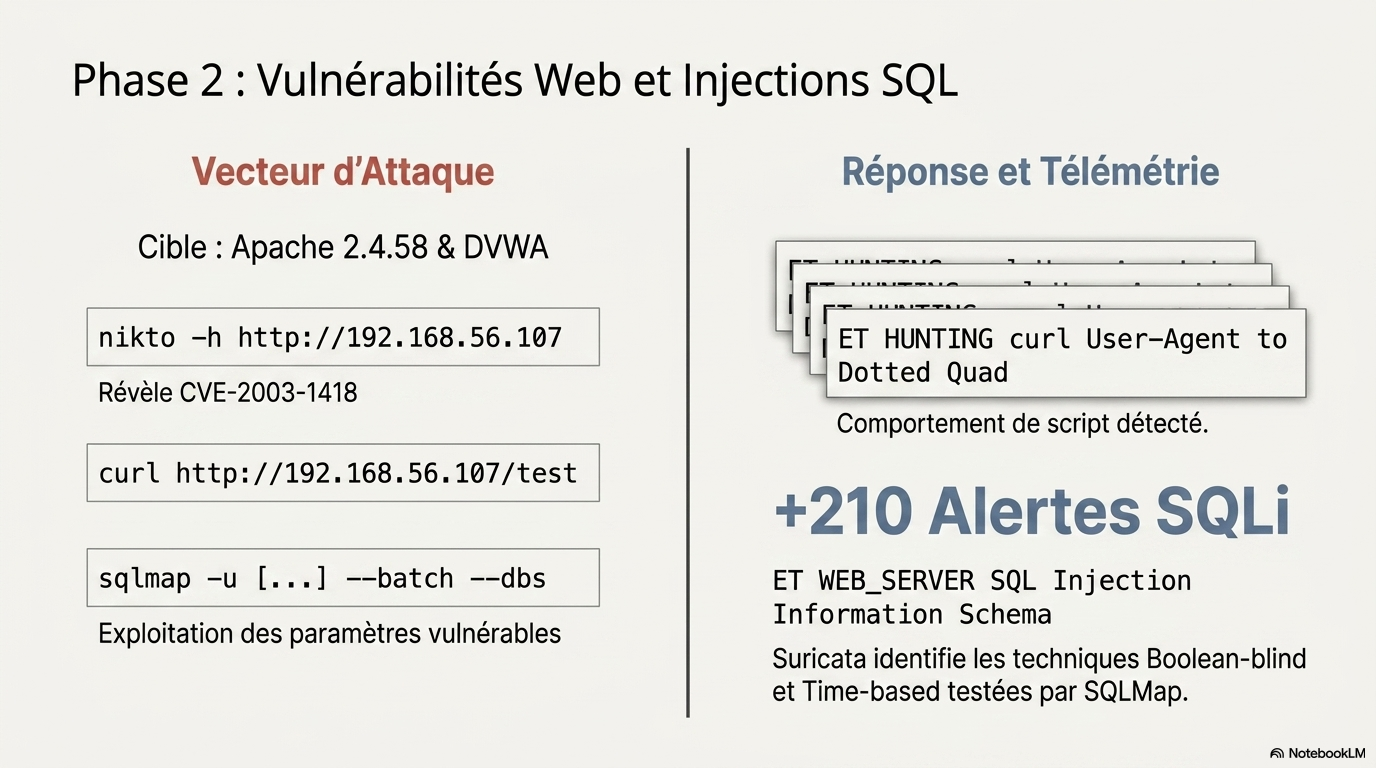 Phase 2 : Vulnérabilités Web et Injections SQL
Vecteur d’Attaque
Cible : Apache 2.4.58 & DVWA
nikto –h http://192.168.56.107
Révèle CVE-2003-1418
curl http://192.168.56.107/test
sqlmap –u [...] ––batch ––dbs
Exploitation des paramètres vulnérables
Réponse et Télémétrie
ET HUNTING curl User–Agent to
Dotted Quad
Comportement de script détecté.
+210 Alertes SQLi
ET WEB_SERVER SQL Injection
Information Schema
Suricata identifie les techniques Boolean-blind
et Time-based testées par SQLMap.
NotebookLM